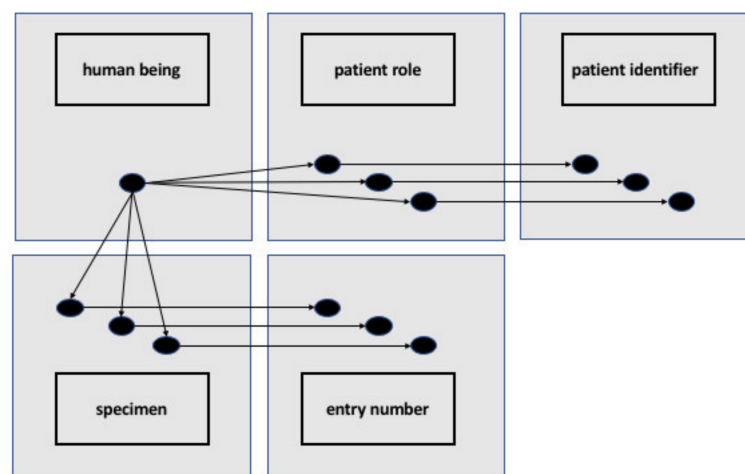 human being
patient role
patient identifier
specimen
entry number